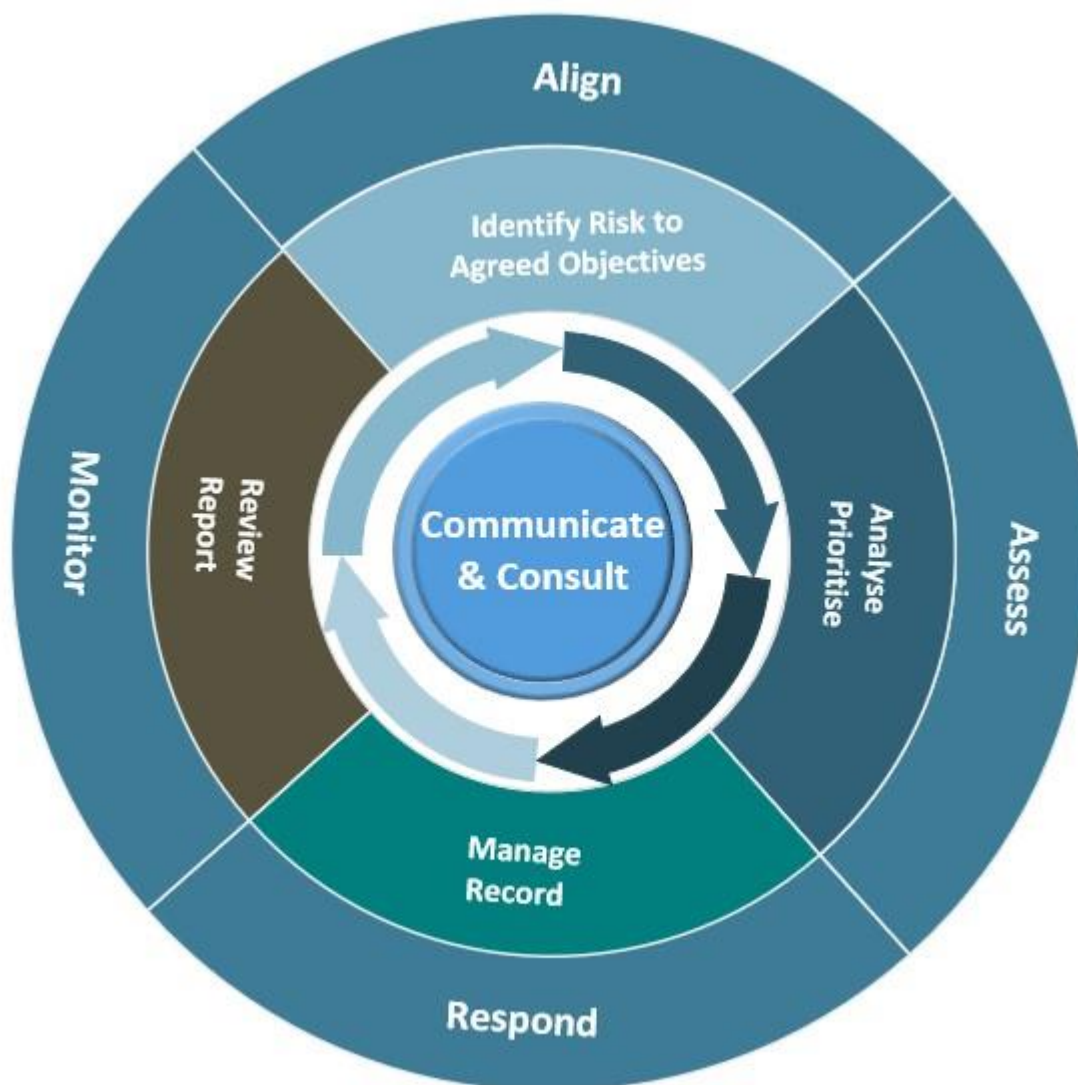 Align
Identify Risk to
Agreed Objectives
Assess
Analyse
Prioritise
Respond
Manage
Record
Monitor
Review
Report
Communicate
& Consult